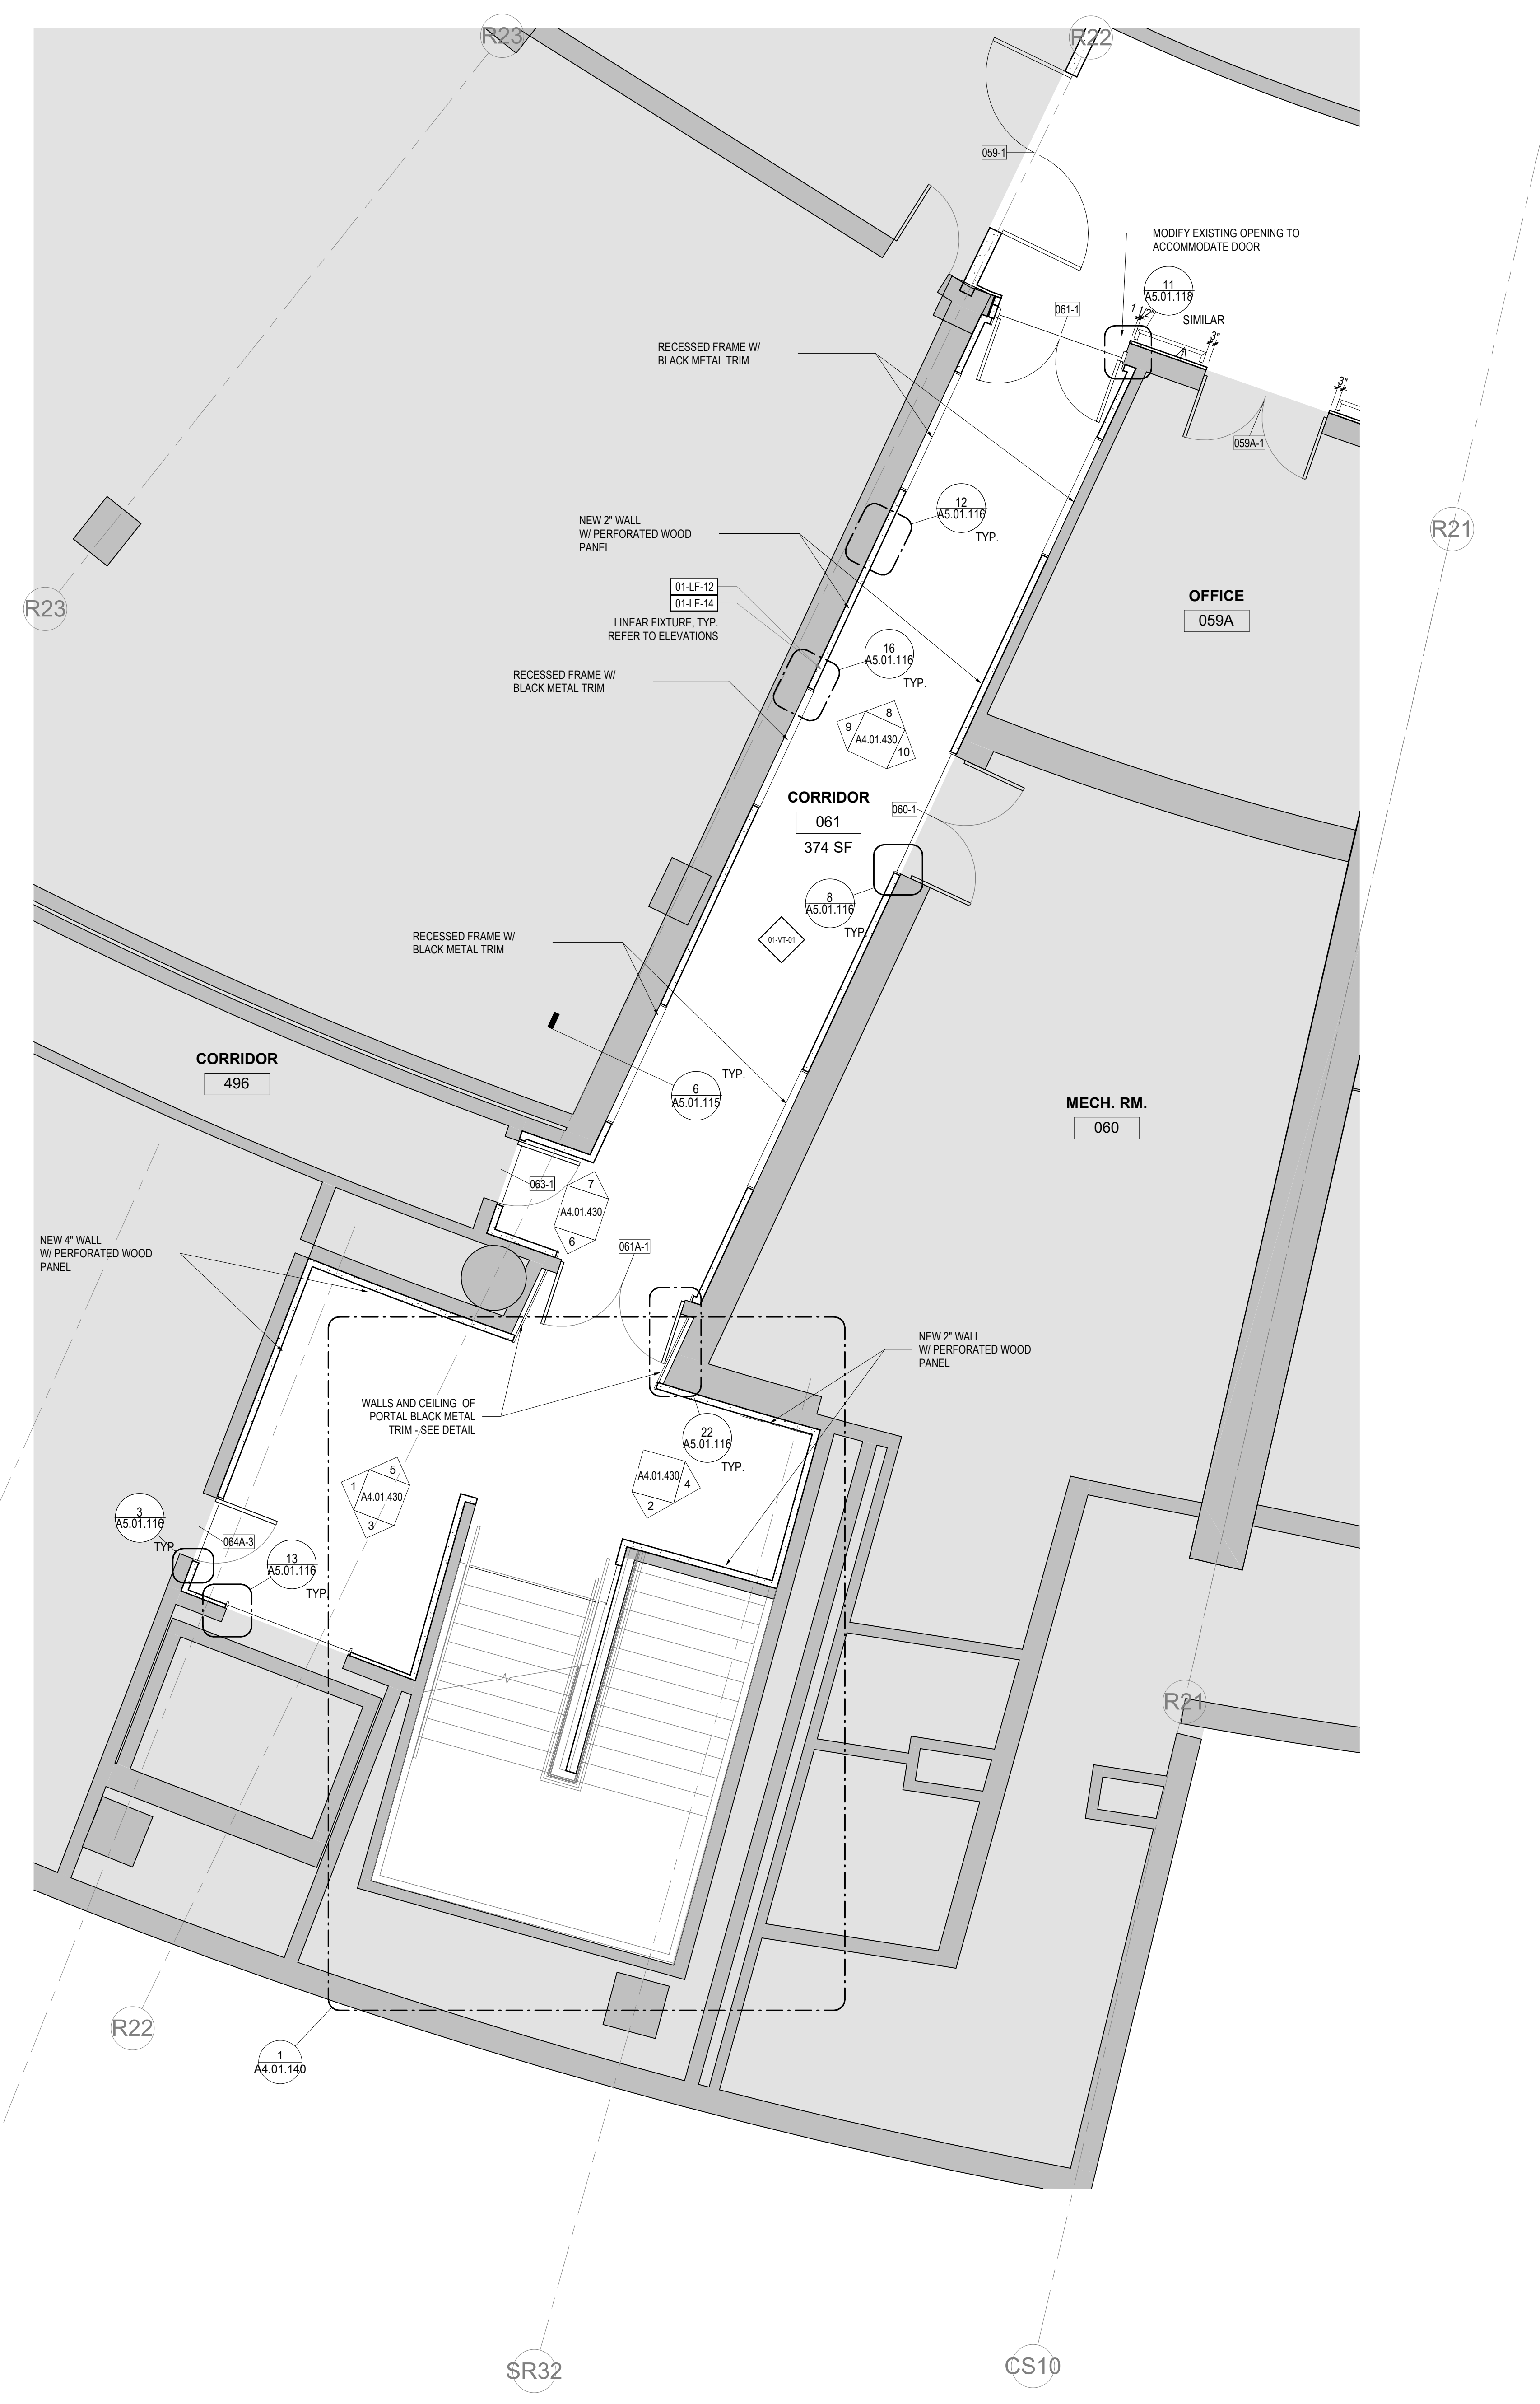 R23
R22
059-1
MODIFY EXISTING OPENING TO
ACCOMMODATE DOOR
11
A5.01.118
SIMILAR
1 1/2"
3"
3"
061-1
RECESSED FRAME W/
BLACK METAL TRIM
059A-1
12
A5.01.116
TYP.
R21
NEW 2" WALL
W/ PERFORATED WOOD
PANEL
R23
01-LF-12
01-LF-14
LINEAR FIXTURE, TYP.
REFER TO ELEVATIONS
OFFICE
059A
16
A5.01.116
TYP.
RECESSED FRAME W/
BLACK METAL TRIM
8
9
A4.01.430
10
CORRIDOR
061
374 SF
060-1
8
A5.01.116
TYP.
01-VT-01
RECESSED FRAME W/
BLACK METAL TRIM
CORRIDOR
496
TYP.
6
A5.01.115
MECH. RM.
060
063-1
7
A4.01.430
6
061A-1
NEW 4" WALL
W/ PERFORATED WOOD
PANEL
NEW 2" WALL
W/ PERFORATED WOOD
PANEL
WALLS AND CEILING OF
PORTAL BLACK METAL
TRIM - SEE DETAIL
22
A5.01.116
TYP.
5
1
A4.01.430
3
A4.01.430
4
2
3
A5.01.116
TYP.
064A-3
13
A5.01.116
TYP.
R21
R22
1
A4.01.140
SR32
CS10